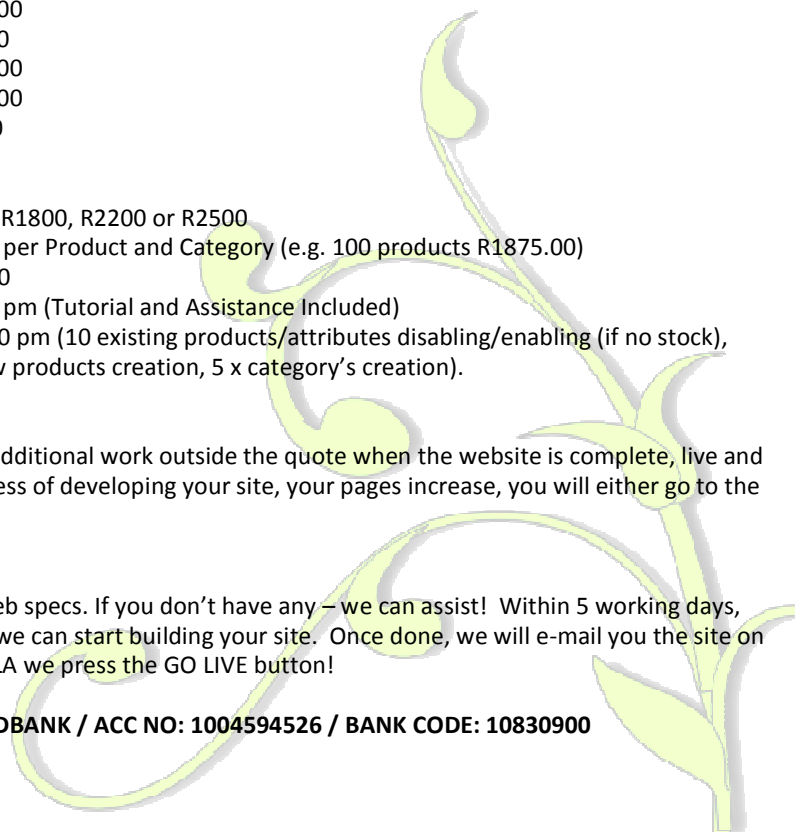 00
0
00
00
0
R1800, R2200 or R2500
per Product and Category (e.g. 100 products R1875.00)
0
pm (Tutorial and Assistance Included)
0 pm (10 existing products/attributes disabling/enabling (if no stock),
w products creation, 5 x category’s creation).
dditional work outside the quote when the website is complete, live and
ess of developing your site, your pages increase, you will either go to the
eb specs. If you don’t have any – we can assist! Within 5 working days,
we can start building your site. Once done, we will e-mail you the site on
LA we press the GO LIVE button!
DBANK / ACC NO: 1004594526 / BANK CODE: 10830900